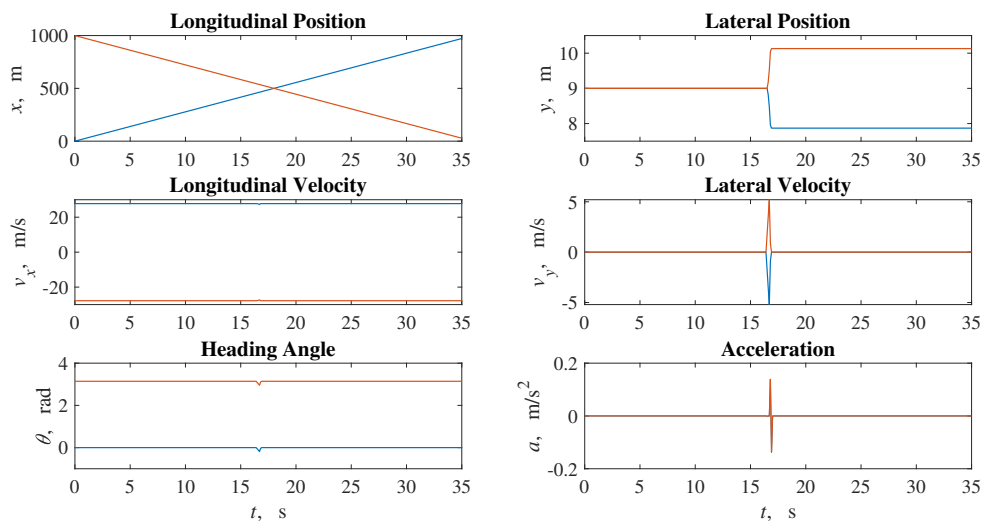 Longitudinal Position
x, m
1000
500
0
0 5 10 15 20 25 30 35
Lateral Position
y, m
10
9
8
0 5 10 15 20 25 30 35
Longitudinal Velocity
v_x, m/s
20
0
-20
0 5 10 15 20 25 30 35
Lateral Velocity
v_y, m/s
5
0
-5
0 5 10 15 20 25 30 35
Heading Angle
θ, rad
4
2
0
0 5 10 15 20 25 30 35
t, s
Acceleration
a, m/s²
0.2
0
-0.2
0 5 10 15 20 25 30 35
t, s